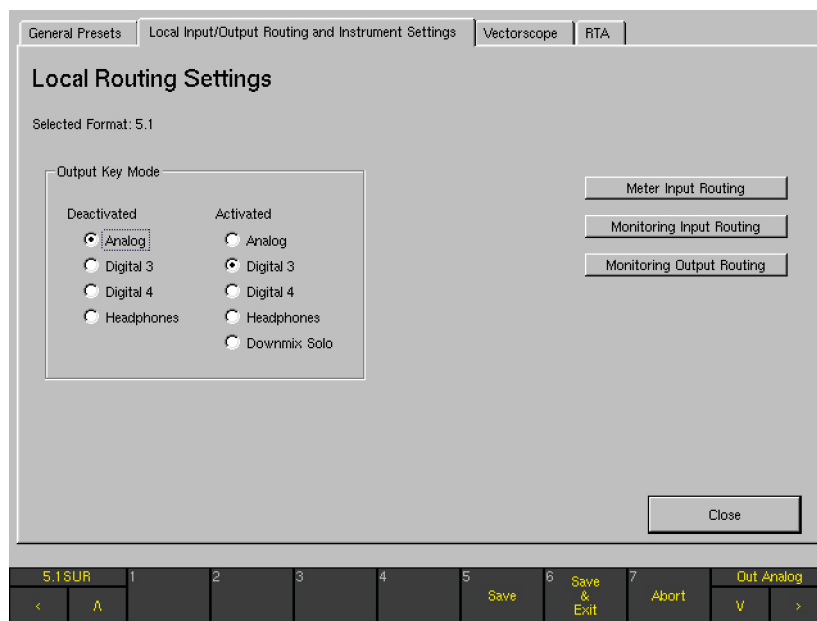 General Presets
Local Input/Output Routing and Instrument Settings
Vectorscope
RTA
Local Routing Settings
Selected Format: 5.1
Output Key Mode
Deactivated
Activated
Analog
Analog
Digital 3
Digital 3
Digital 4
Digital 4
Headphones
Headphones
Downmix Solo
Meter Input Routing
Monitoring Input Routing
Monitoring Output Routing
Close
5.1SUR
< Λ
1
2
3
4
5
Save
6
Save
&
Exit
7
Abort
Out Analog
V >